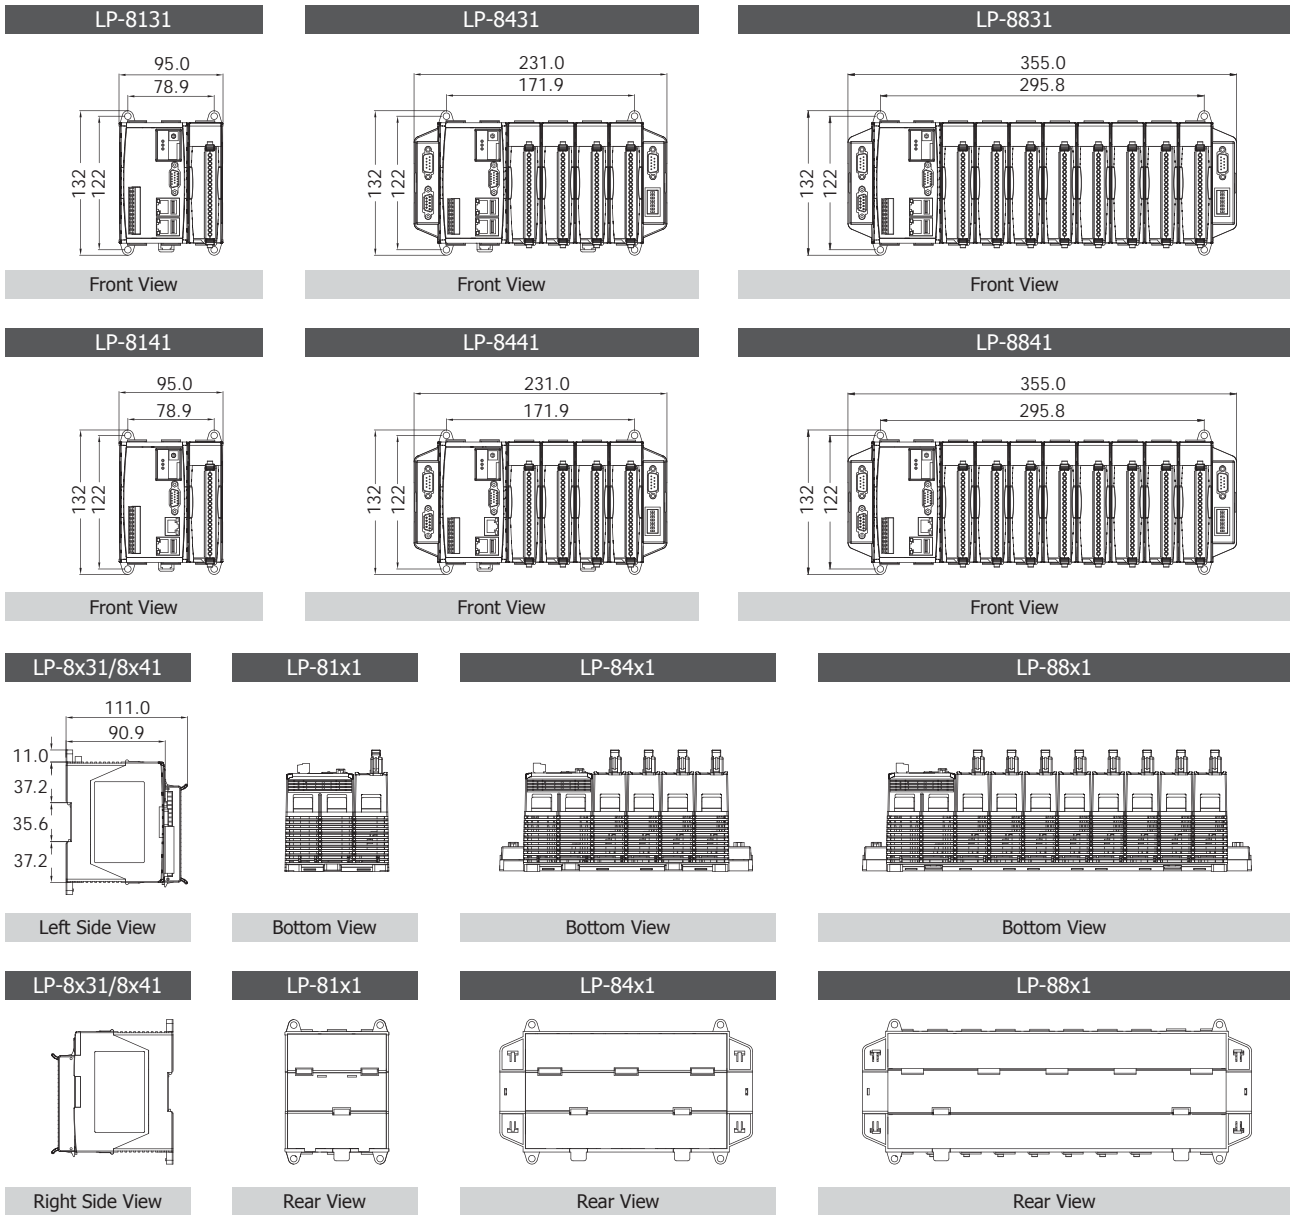 LP-8131
LP-8431
LP-8831
95.0
78.9
132
122
231.0
171.9
132
122
355.0
295.8
132
122
Front View
Front View
Front View
LP-8141
LP-8441
LP-8841
95.0
78.9
132
122
231.0
171.9
132
122
355.0
295.8
132
122
Front View
Front View
Front View
LP-8x31/8x41
LP-81x1
LP-84x1
LP-88x1
111.0
90.9
11.0
37.2
35.6
37.2
Left Side View
Bottom View
Bottom View
Bottom View
LP-8x31/8x41
LP-81x1
LP-84x1
LP-88x1
Right Side View
Rear View
Rear View
Rear View